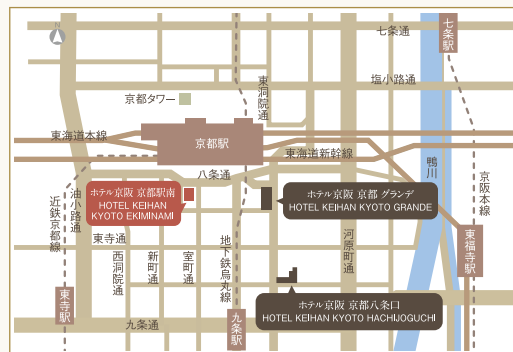 N
七条通
七条駅
塩小路通
東洞院通
京都タワー
東海道本線
京都駅
東海道新幹線
鴨川
八条通
ホテル京阪 京都駅南
HOTEL KEIHAN
KYOTO EKIMINAMI
ホテル京阪 京都 グランデ
HOTEL KEIHAN KYOTO GRANDE
京阪本線
近鉄京都線
油小路通
東寺通
西洞院通
新町通
室町通
地下鉄烏丸線
河原町通
東福寺駅
ホテル京阪 京都八条口
HOTEL KEIHAN KYOTO HACHIJOGUCHI
東寺駅
九条通
九条駅